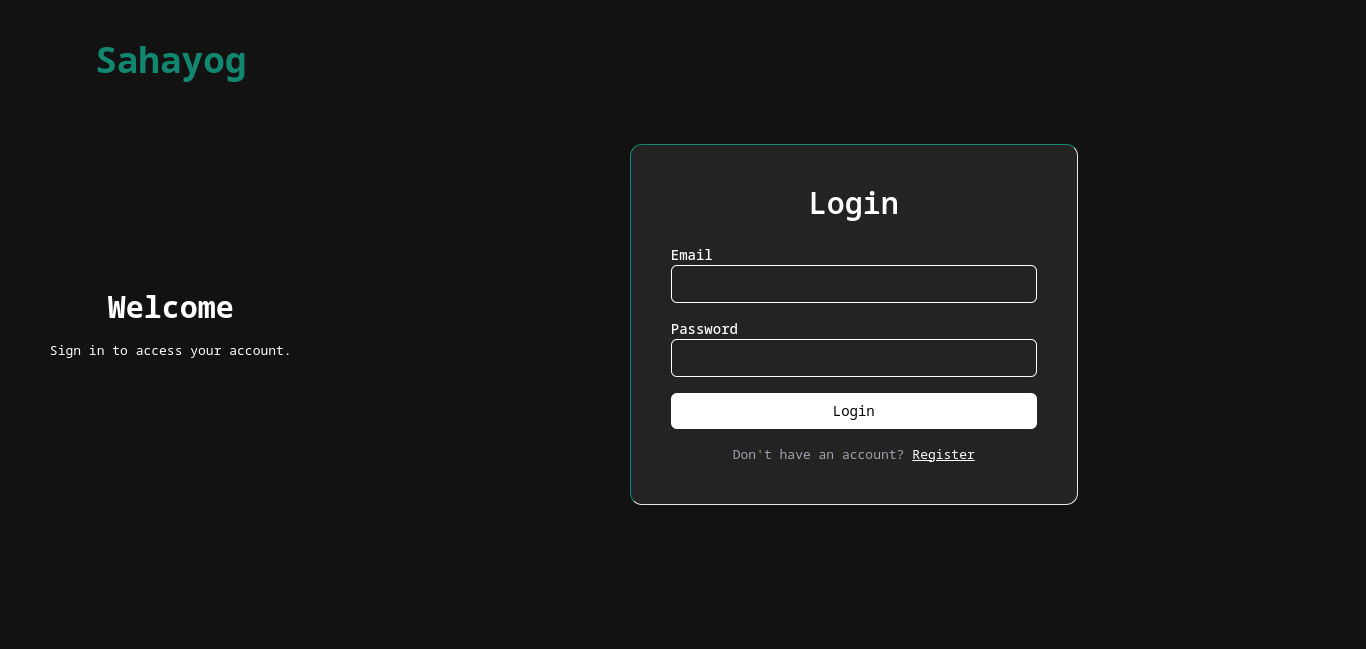 Sahayog
Welcome
Sign in to access your account.
Login
Email
Password
Login
Don't have an account? Register